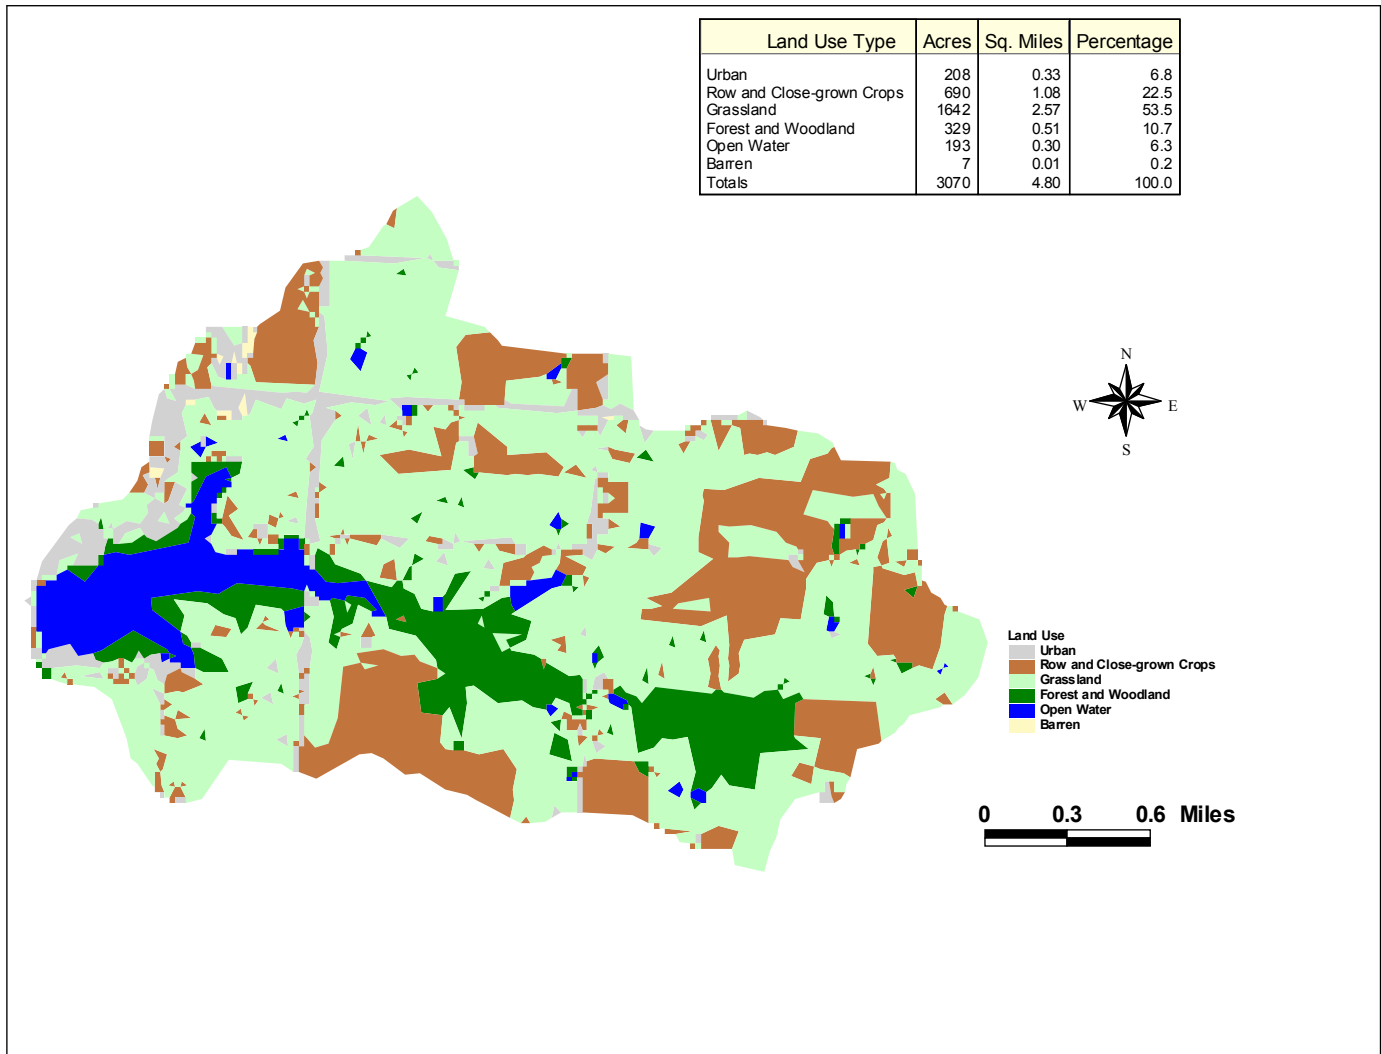 Land Use Type Acres Sq. Miles Percentage
Urban 208 0.33 6.8
Row and Close-grown Crops 690 1.08 22.5
Grassland 1642 2.57 53.5
Forest and Woodland 329 0.51 10.7
Open Water 193 0.30 6.3
Barren 7 0.01 0.2
Totals 3070 4.80 100.0
N
W E
S
Land Use
Urban
Row and Close-grown Crops
Grassland
Forest and Woodland
Open Water
Barren
0 0.3 0.6 Miles